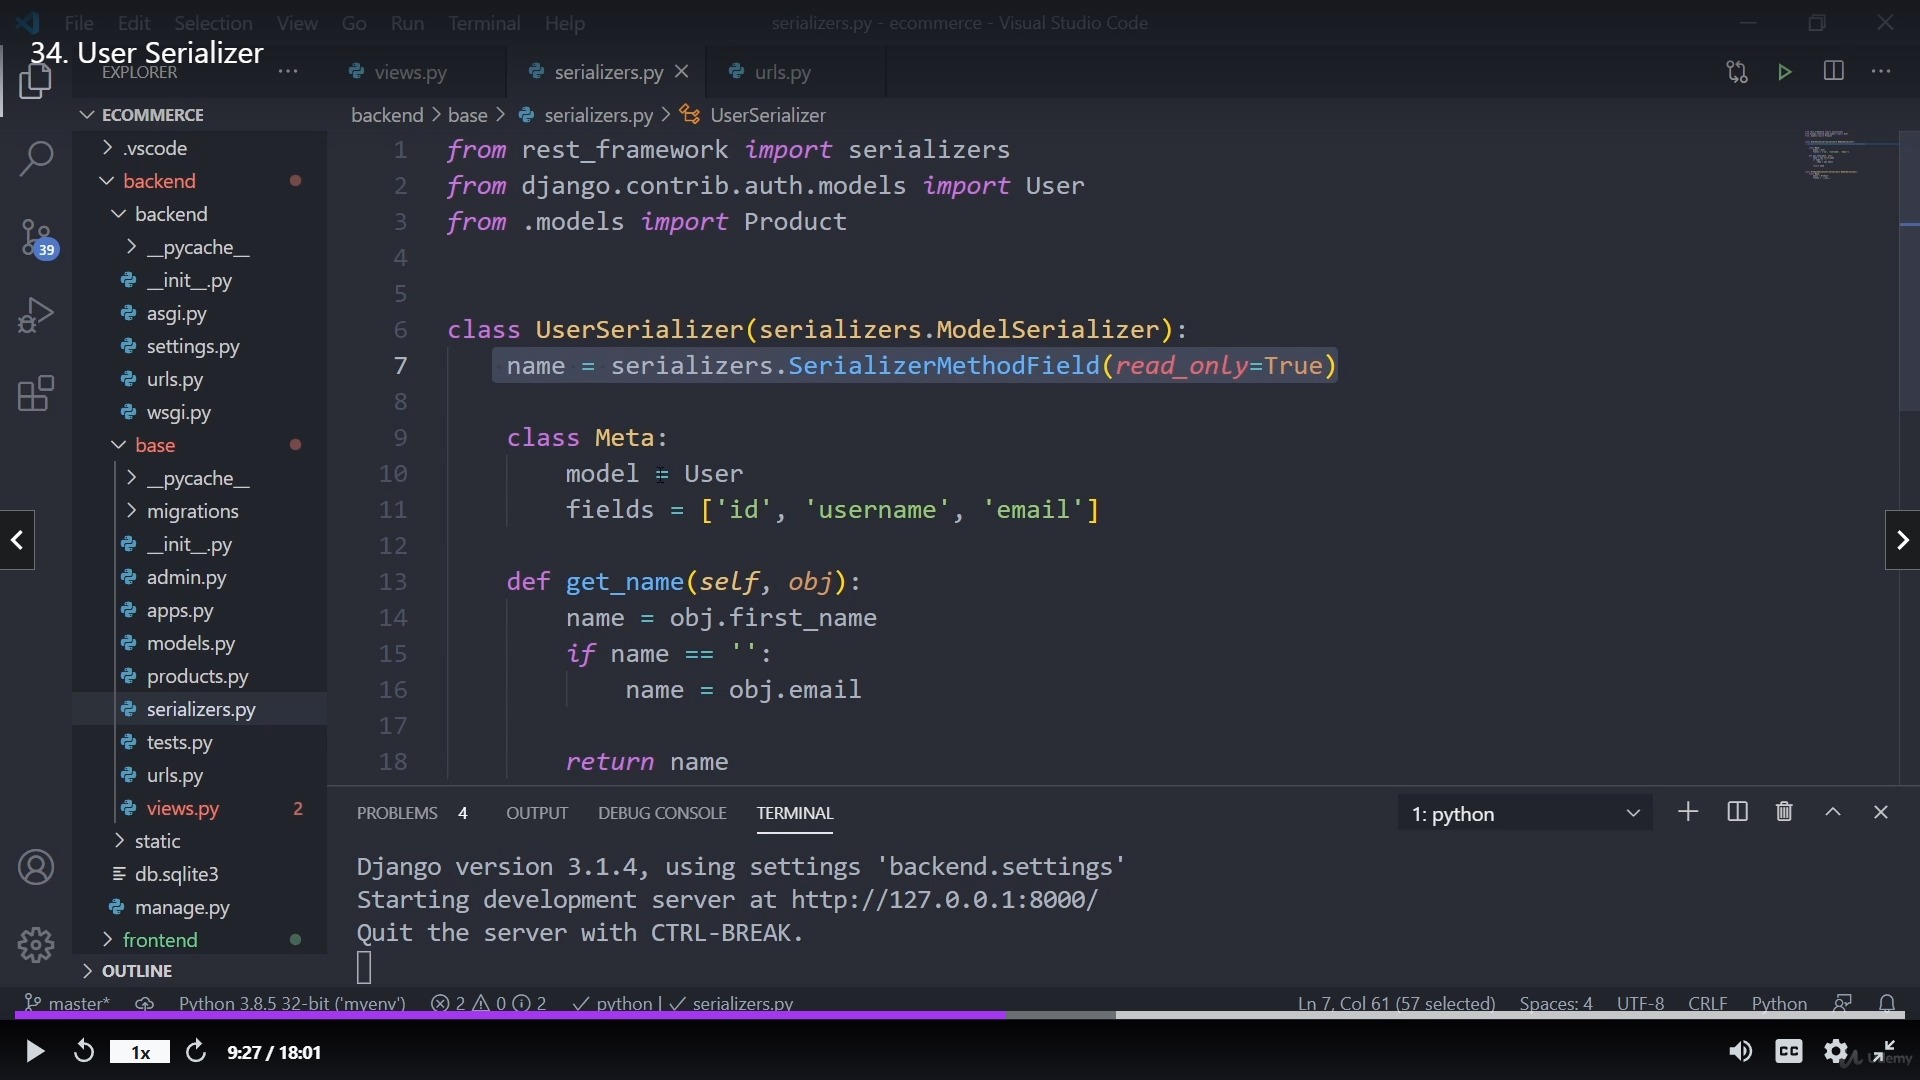 File Edit Selection View Go Run Terminal Help
serializers.py - ecommerce - Visual Studio Code
34. User Serializer
EXPLORER
views.py
serializers.py
urls.py
ECOMMERCE
backend > base > serializers.py > UserSerializer
.vscode
backend
backend
__pycache__
__init__.py
asgi.py
settings.py
urls.py
wsgi.py
base
__pycache__
migrations
__init__.py
admin.py
apps.py
models.py
products.py
serializers.py
tests.py
urls.py
views.py 2
static
db.sqlite3
manage.py
frontend
OUTLINE
39
1 from rest_framework import serializers
2 from django.contrib.auth.models import User
3 from .models import Product
4
5
6 class UserSerializer(serializers.ModelSerializer):
7 name = serializers.SerializerMethodField(read_only=True)
8
9 class Meta:
10 model = User
11 fields = ['id', 'username', 'email']
12
13 def get_name(self, obj):
14 name = obj.first_name
15 if name == '':
16 name = obj.email
17
18 return name
PROBLEMS 4 OUTPUT DEBUG CONSOLE TERMINAL
1: python
Django version 3.1.4, using settings 'backend.settings'
Starting development server at http://127.0.0.1:8000/
Quit the server with CTRL-BREAK.
master* Python 3.8.5 32-bit ('myenv') 2 0 2 python | serializers.py
Ln 7, Col 61 (57 selected) Spaces: 4 UTF-8 CRLF Python
1x 9:27 / 18:01
CC
Udemy